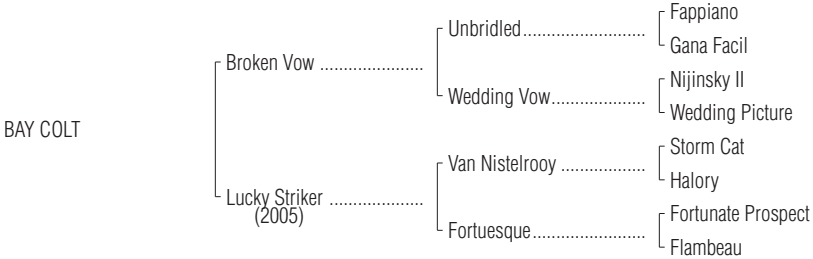 Fappiano
Unbridled..........................
Gana Facil
Broken Vow ......................
Nijinsky II
Wedding Vow....................
Wedding Picture
BAY COLT
Storm Cat
Van Nistelrooy ..................
Halory
Lucky Striker ....................
(2005)
Fortunate Prospect
Fortuesque........................
Flambeau